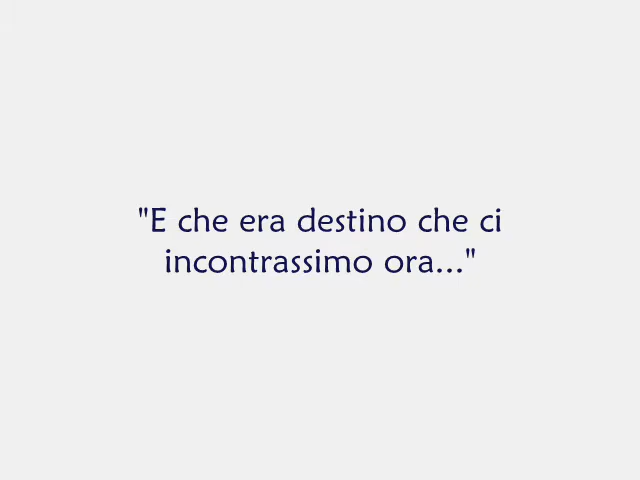 "E che era destino che ci
incontrassimo ora..."